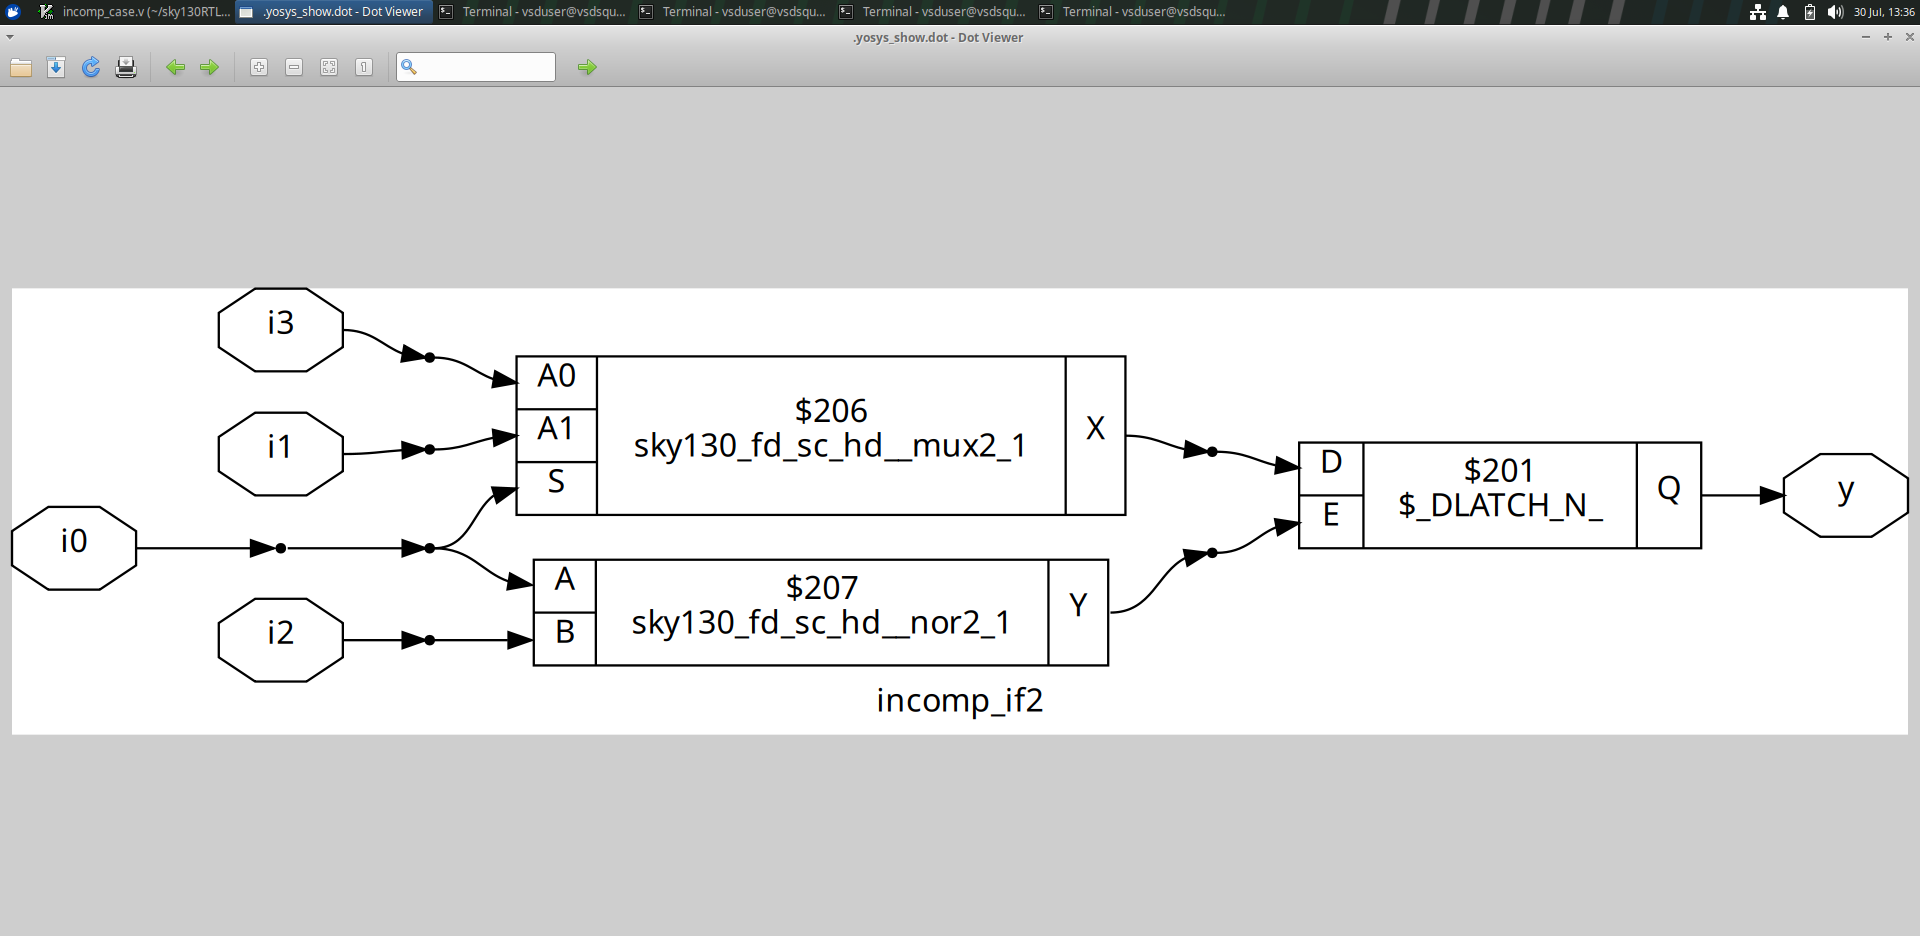 incomp_case.v (~/sky130RTL...
.yosys_show.dot - Dot Viewer
Terminal - vsduser@vsdsqu...
Terminal - vsduser@vsdsqu...
Terminal - vsduser@vsdsqu...
Terminal - vsduser@vsdsqu...
30 Jul, 13:36
.yosys_show.dot - Dot Viewer
1
i3
i1
i0
i2
A0
A1
S
$206
sky130_fd_sc_hd__mux2_1
X
A
B
$207
sky130_fd_sc_hd__nor2_1
Y
D
E
$201
$_DLATCH_N_
Q
y
incomp_if2